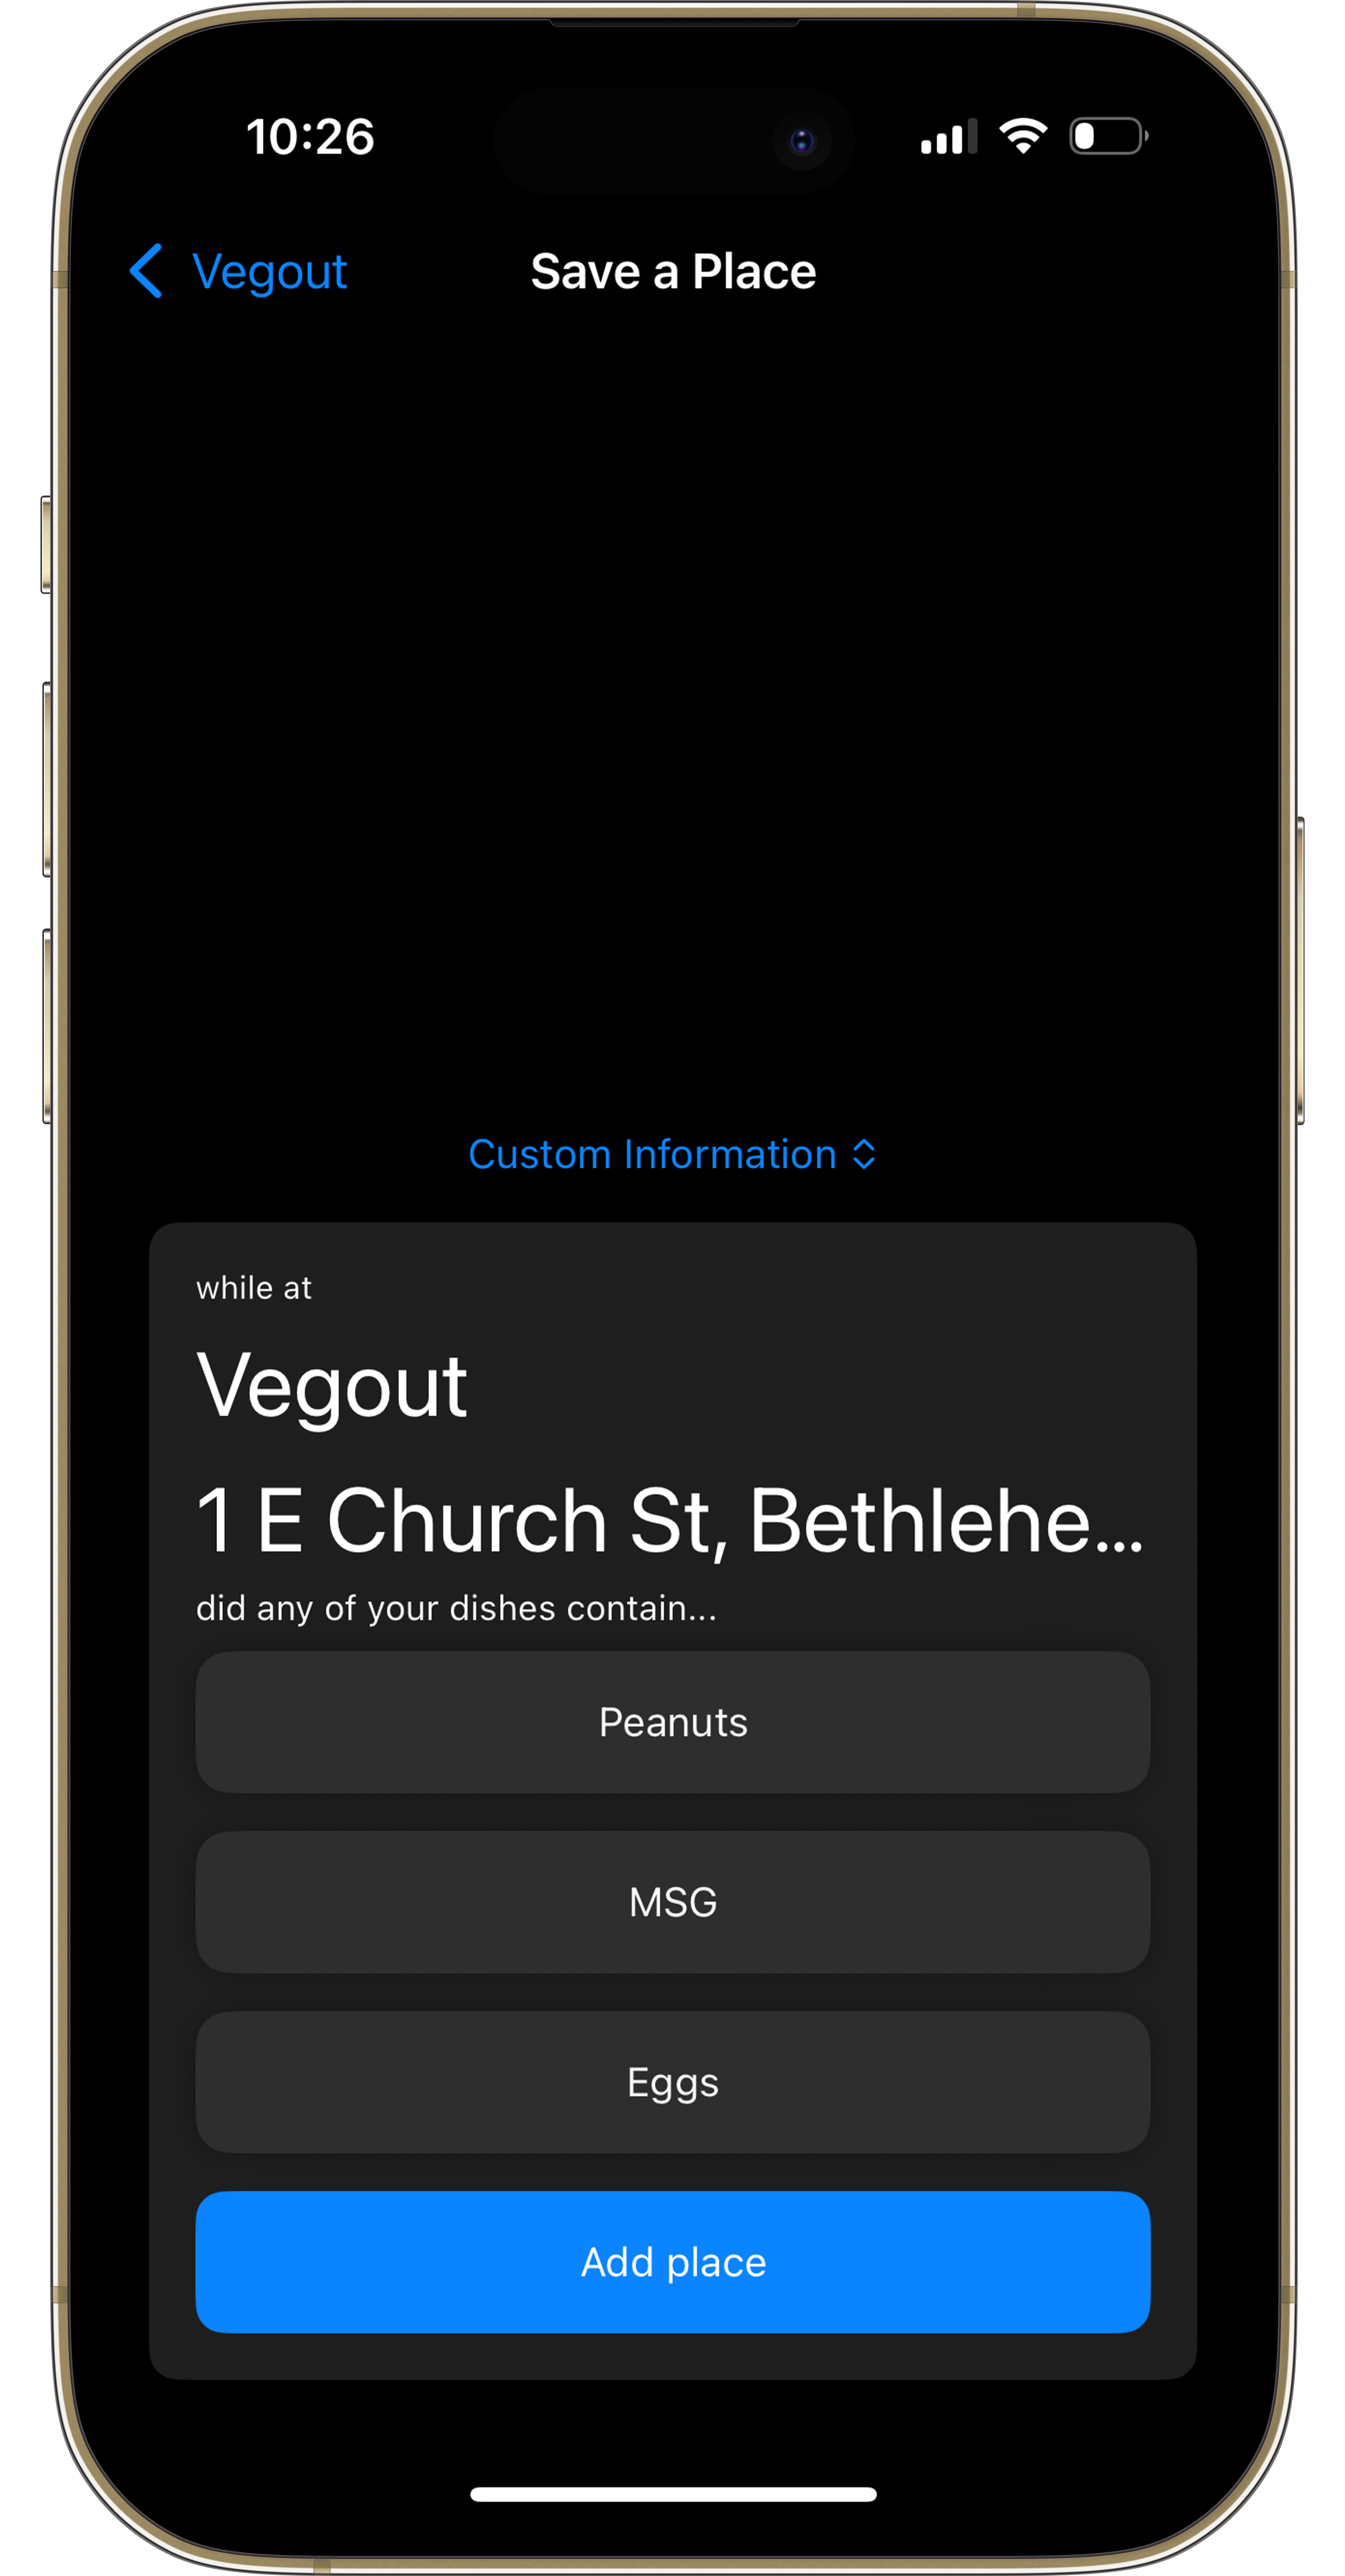 10:26
Vegout
Save a Place
Custom Information
while at
Vegout
1 E Church St, Bethlehe...
did any of your dishes contain...
Peanuts
MSG
Eggs
Add place